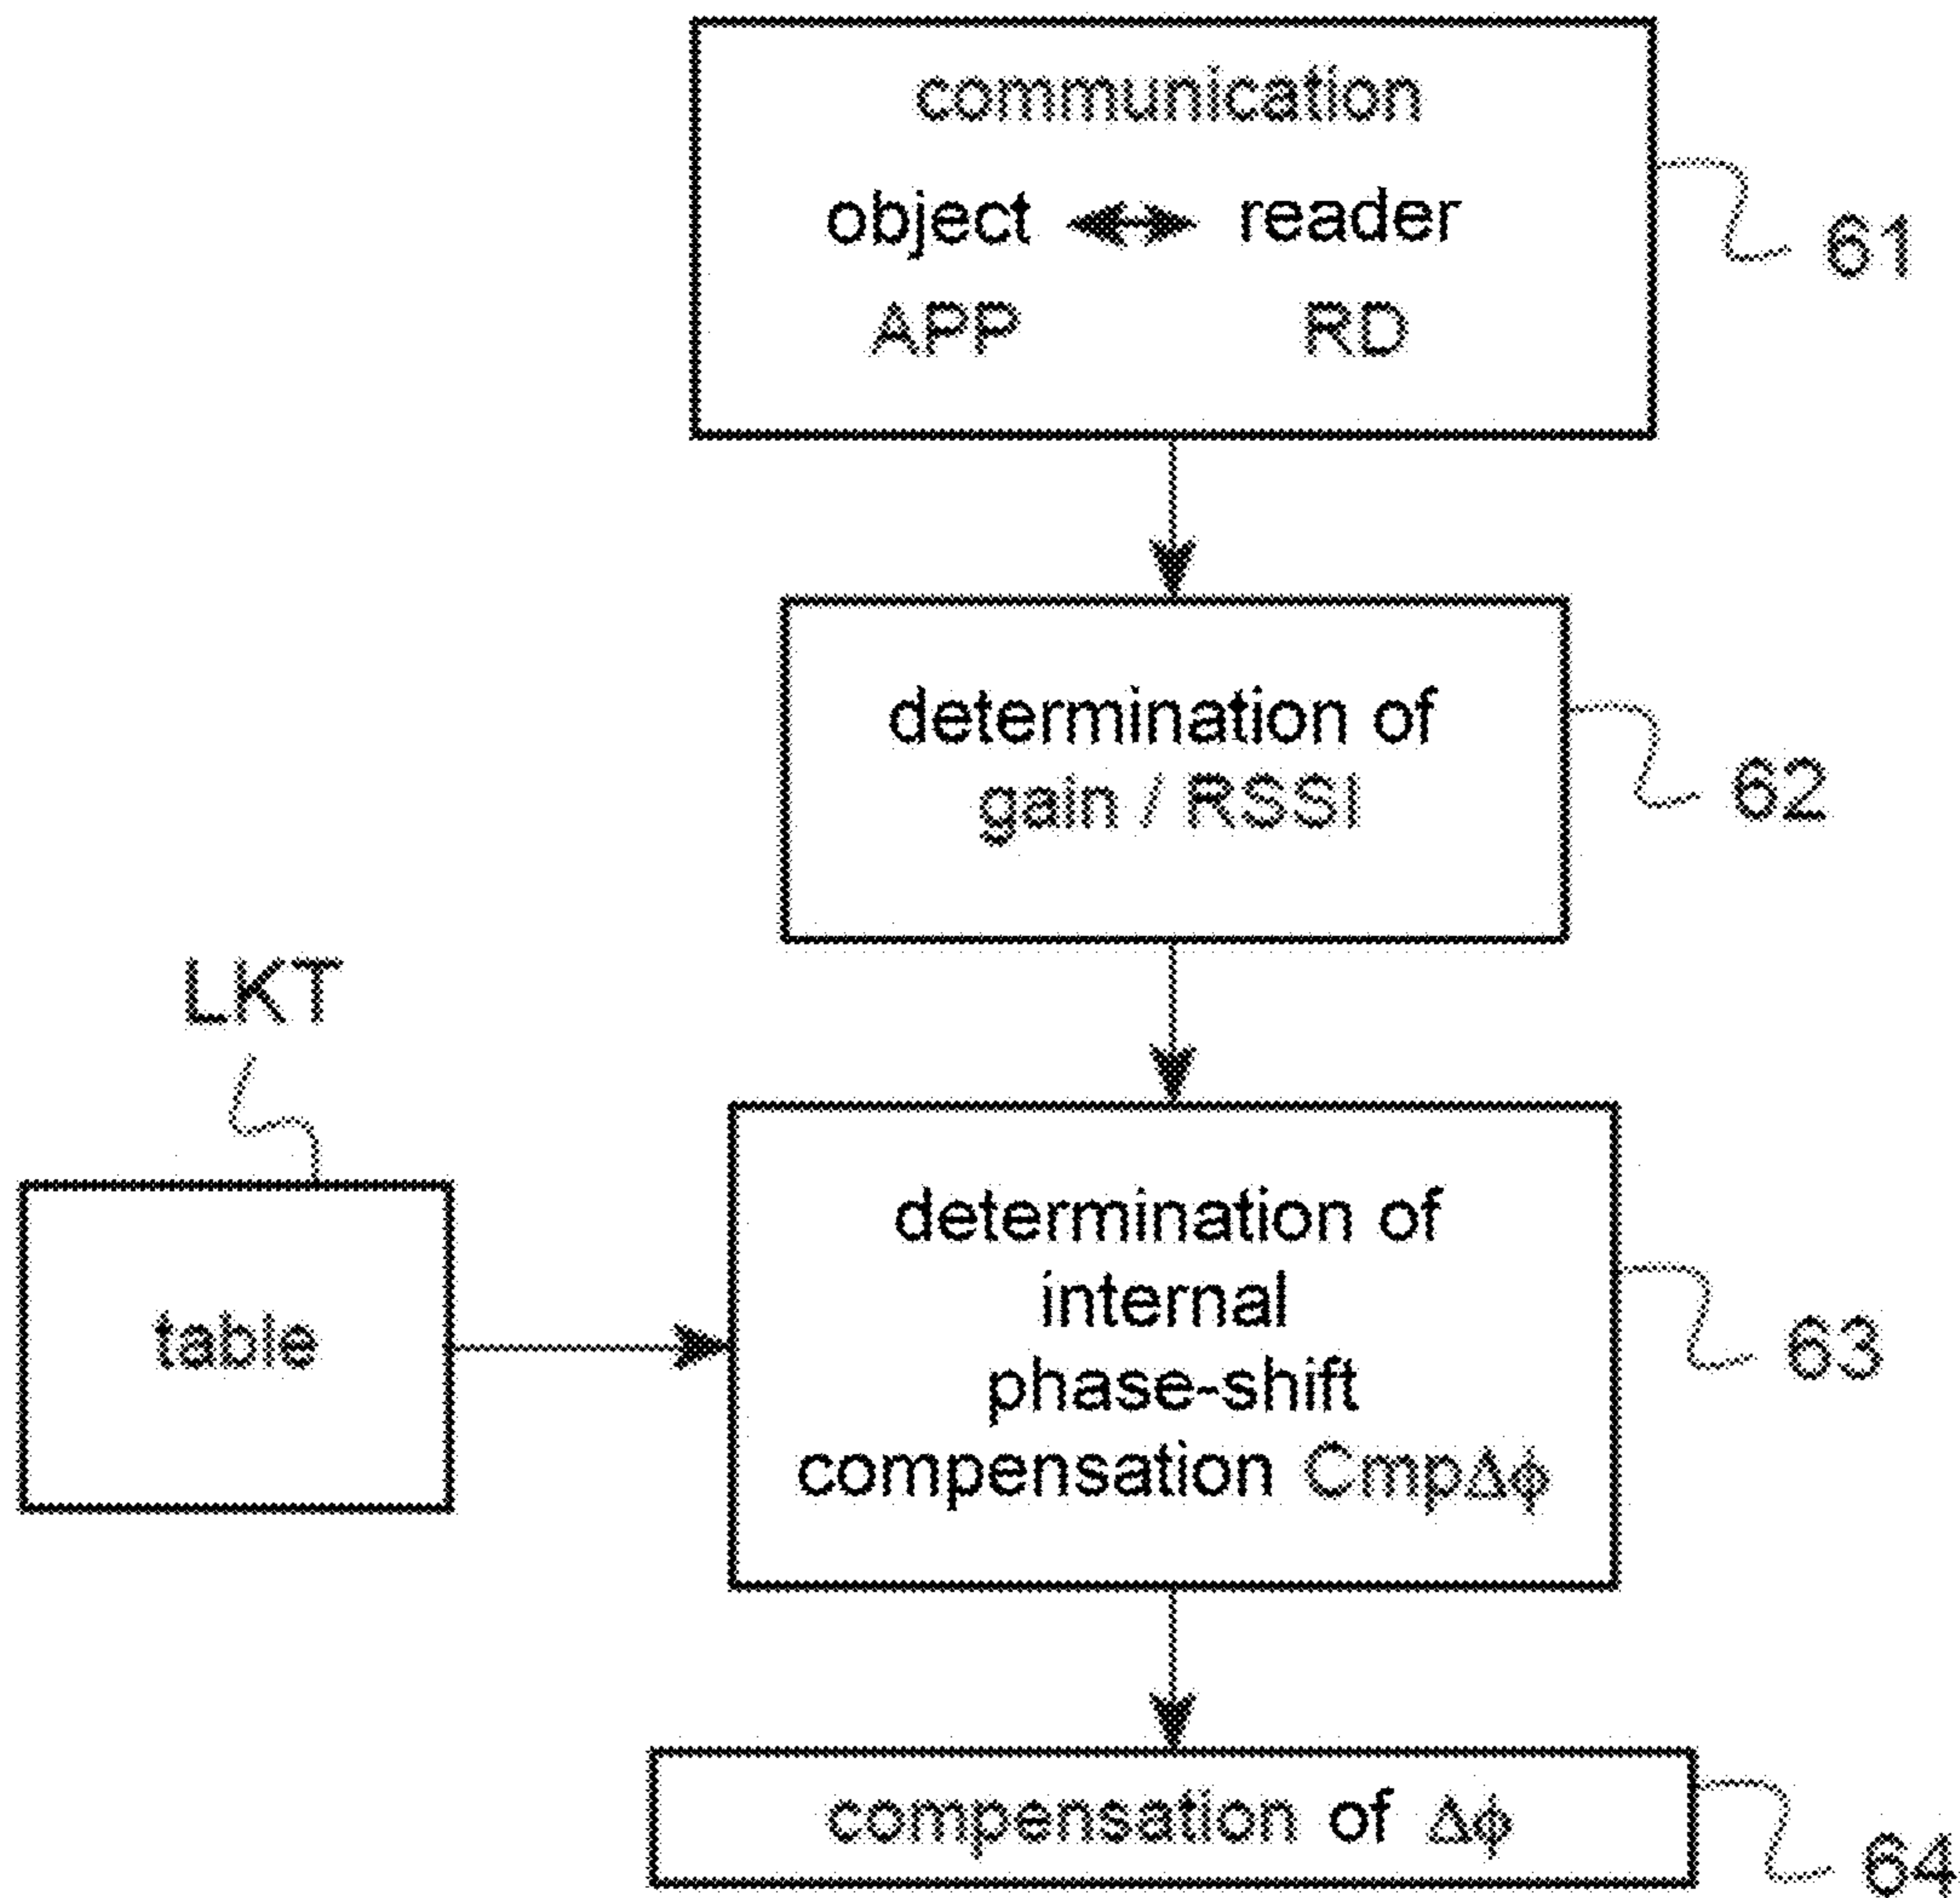 communication
object reader
APP RD
61
determination of
gain / RSSI
62
LKT
table
determination of
internal
phase-shift
compensation CmpΔϕ
63
compensation of Δϕ
64